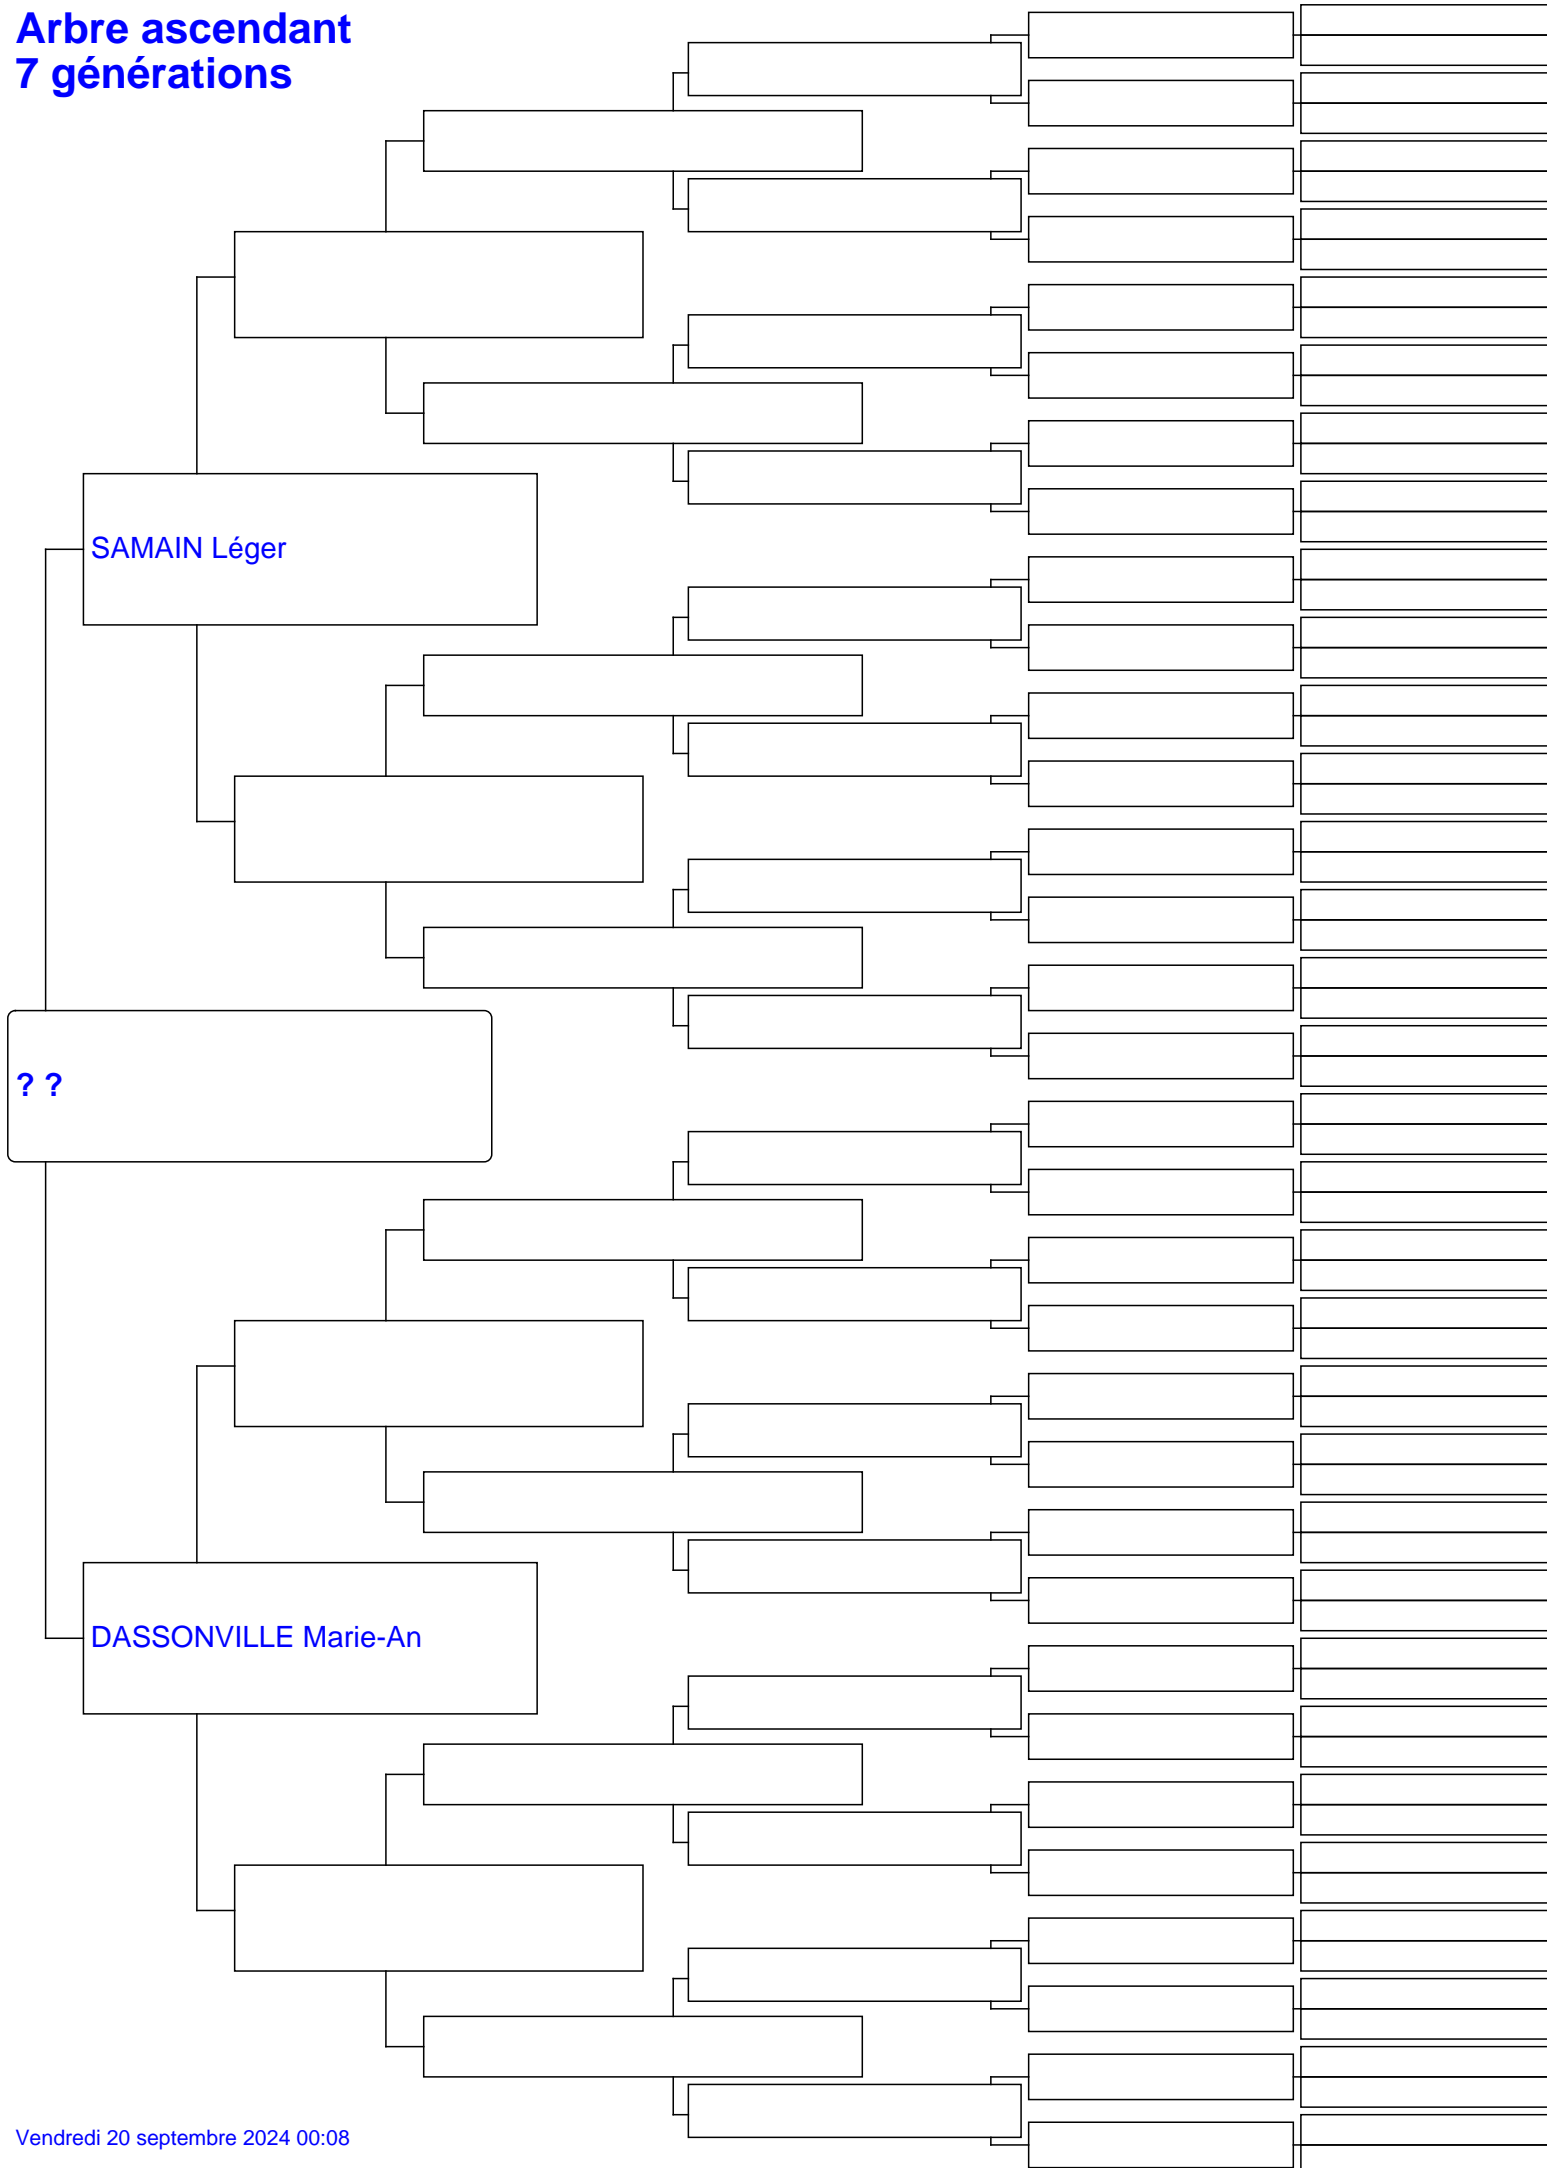 Arbre ascendant
7 générations
SAMAIN Léger
? ?
DASSONVILLE Marie-An
Vendredi 20 septembre 2024 00:08